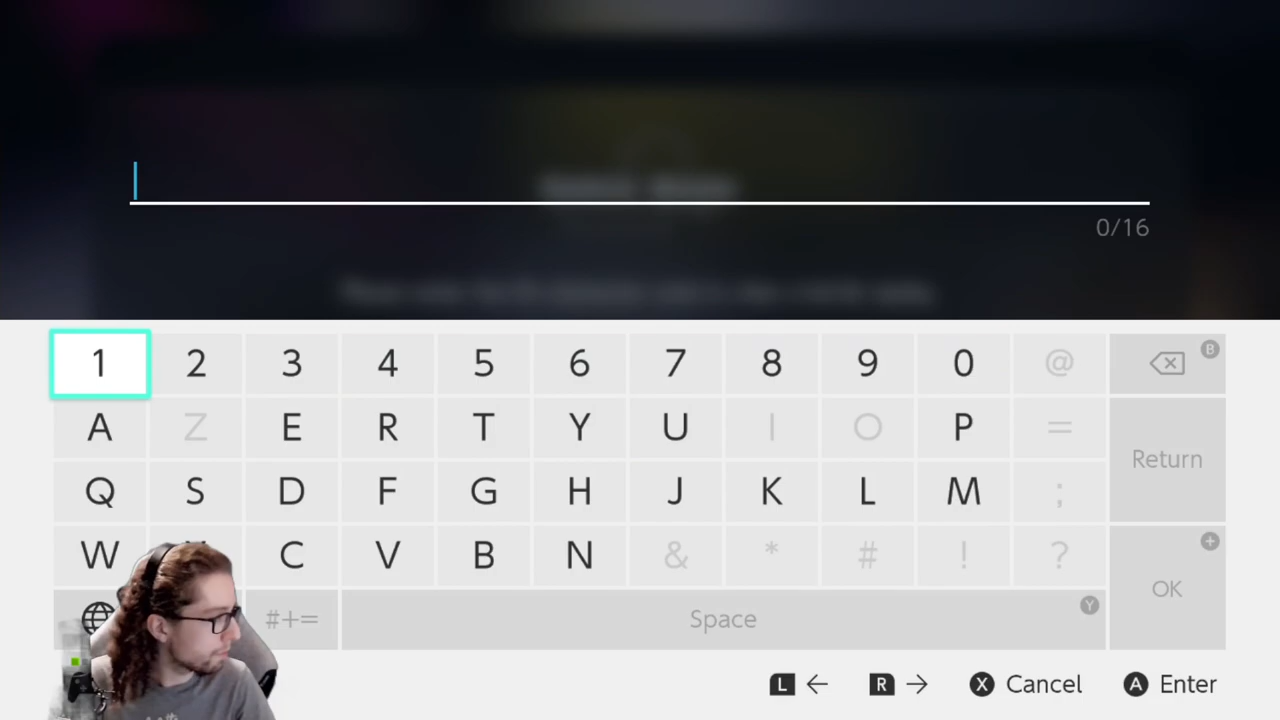 0/16
1 2 3 4 5 6 7 8 9 0 @ B
A Z E R T Y U I O P = Return
Q S D F G H J K L M ;
W C V B N & * # ! ? +
#+= Space Y OK
L ← R → X Cancel A Enter